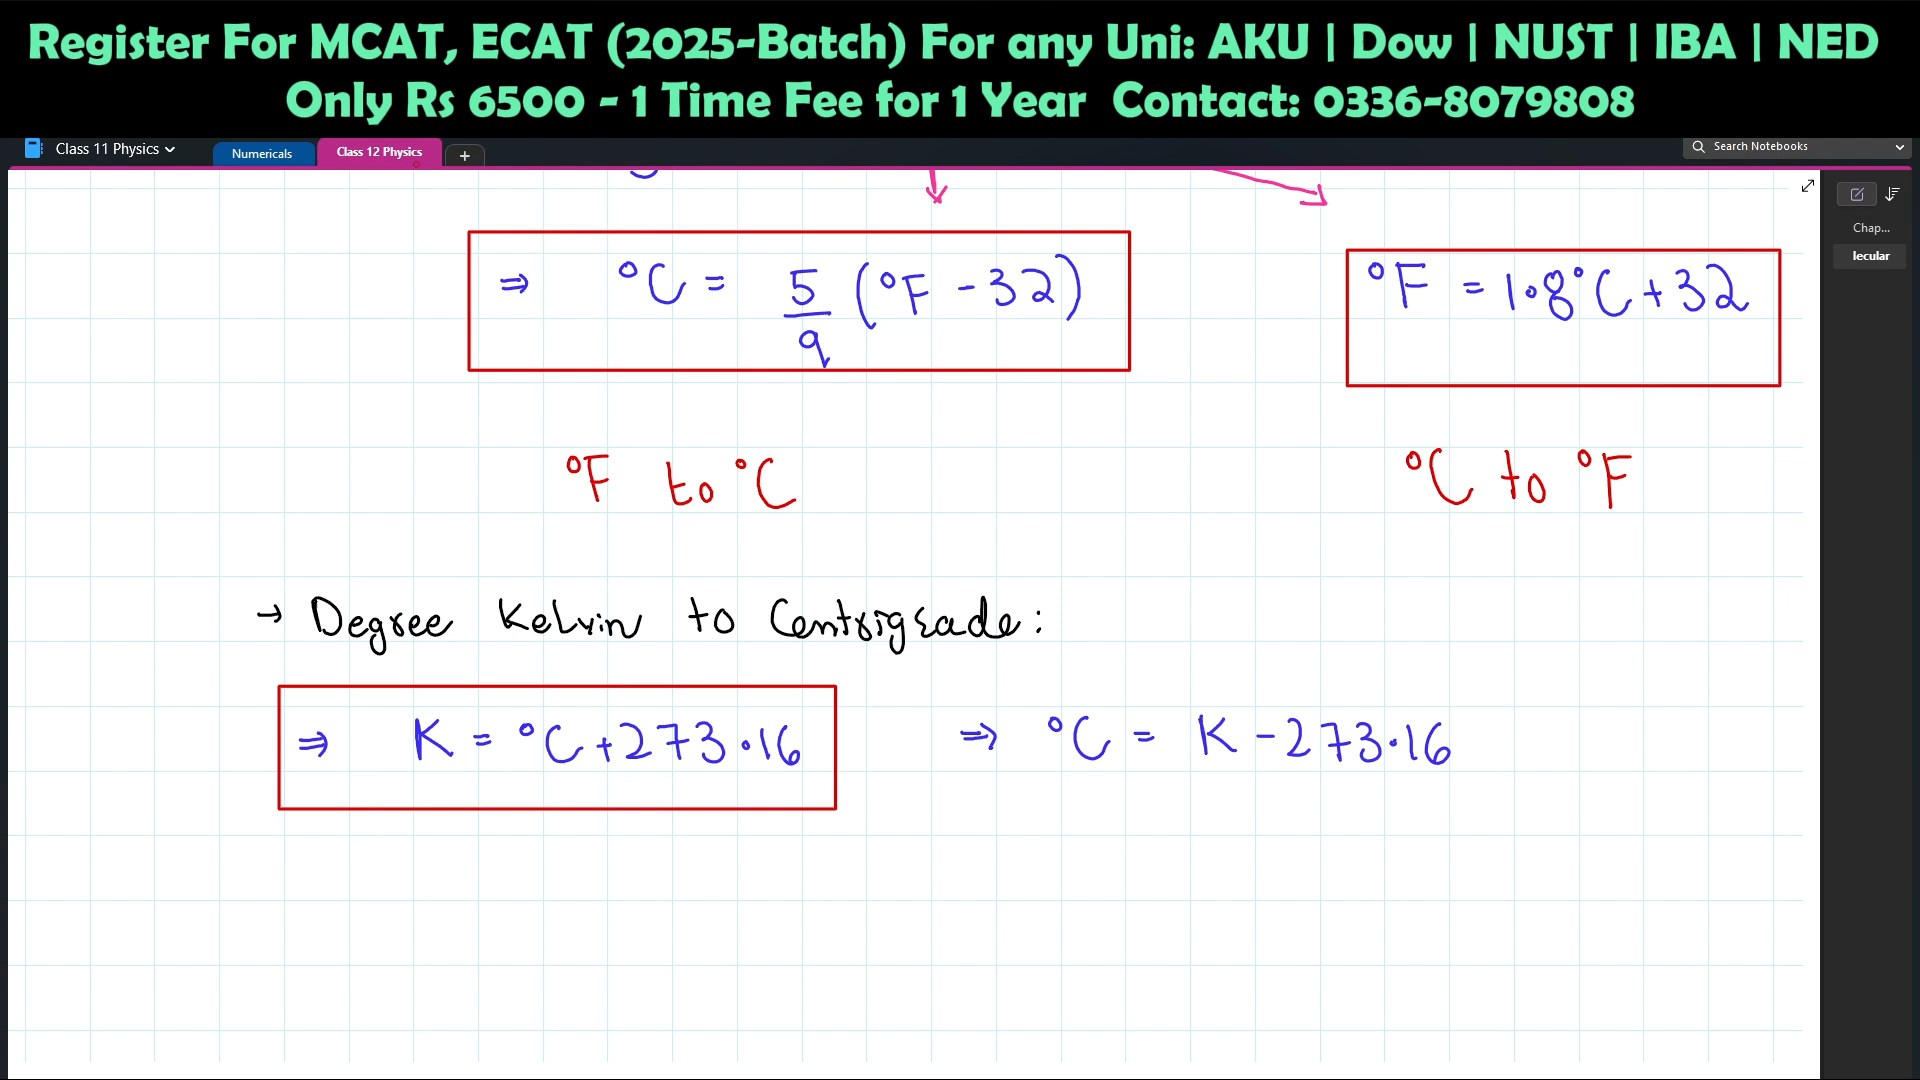 Register For MCAT, ECAT (2025-Batch) For any Uni: AKU | Dow | NUST | IBA | NED
Only Rs 6500 - 1 Time Fee for 1 Year Contact: 0336-8079808
Class 11 Physics
Numericals
Class 12 Physics
+
Search Notebooks
Chap...
lecular
⇒ °C = 5/9 (°F - 32)
°F = 1.8°C + 32
°F to °C
°C to °F
→ Degree Kelvin to Centrigrade:
⇒ K = °C + 273.16
⇒ °C = K - 273.16